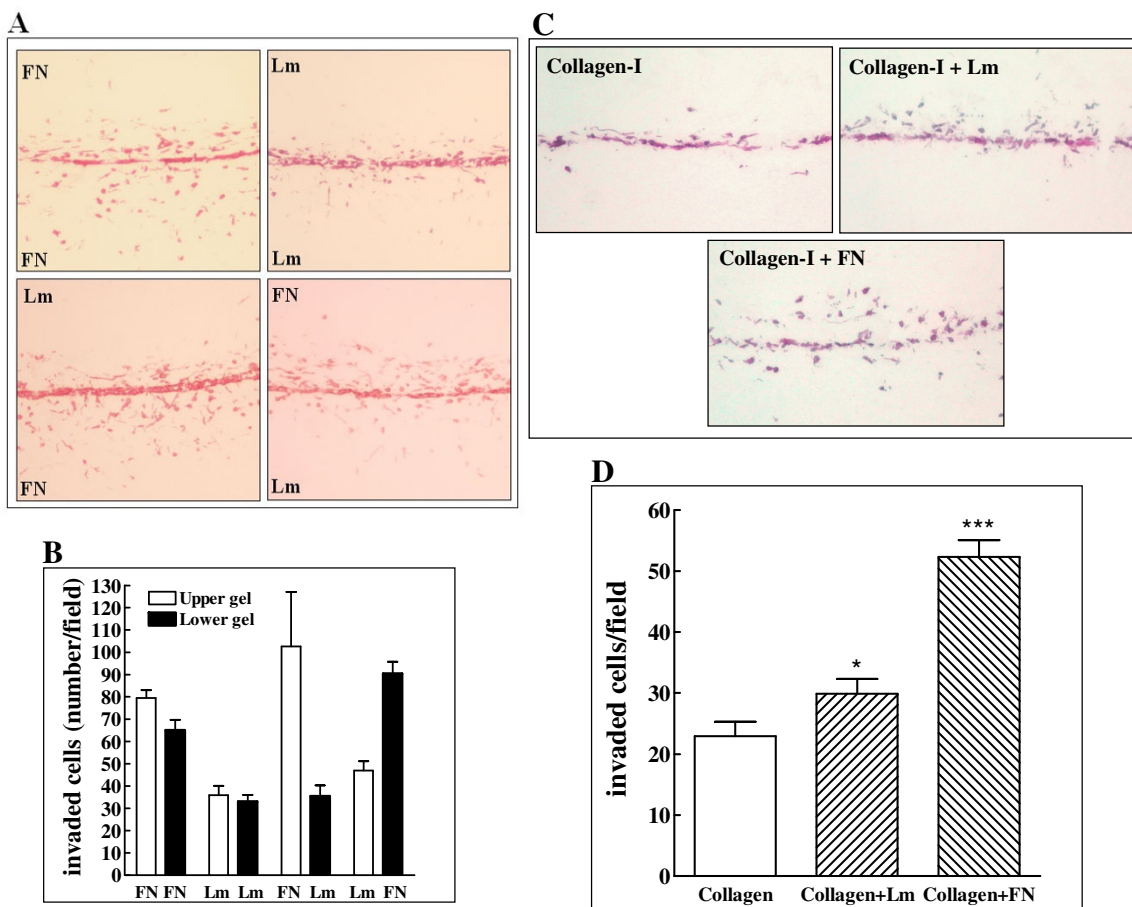 A
FN
Lm
FN
Lm
Lm
FN
FN
Lm
B
invaded cells (number/field)
130
120
110
100
90
80
70
60
50
40
30
20
10
0
Upper gel
Lower gel
FN FN Lm Lm FN Lm Lm FN
C
Collagen-I
Collagen-I + Lm
Collagen-I + FN
D
invaded cells/field
60
50
40
30
20
10
0
*
***
Collagen Collagen+Lm Collagen+FN